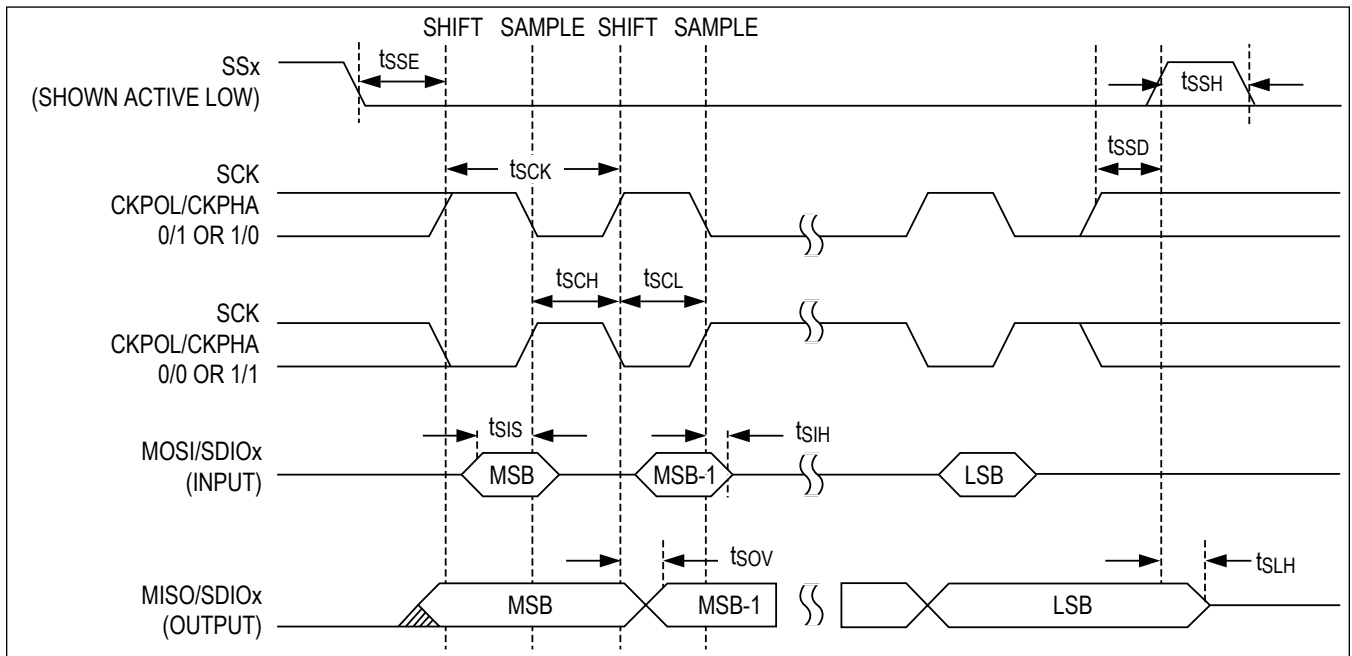 SHIFT SAMPLE SHIFT SAMPLE
SSx
(SHOWN ACTIVE LOW)
tSSE
tSSH
tSSD
SCK
CKPOL/CKPHA
0/1 OR 1/0
tSCK
tSCH
tSCL
SCK
CKPOL/CKPHA
0/0 OR 1/1
MOSI/SDIOx
(INPUT)
tSIS
tSIH
MSB
MSB-1
LSB
MISO/SDIOx
(OUTPUT)
tSOV
tSLH
MSB
MSB-1
LSB